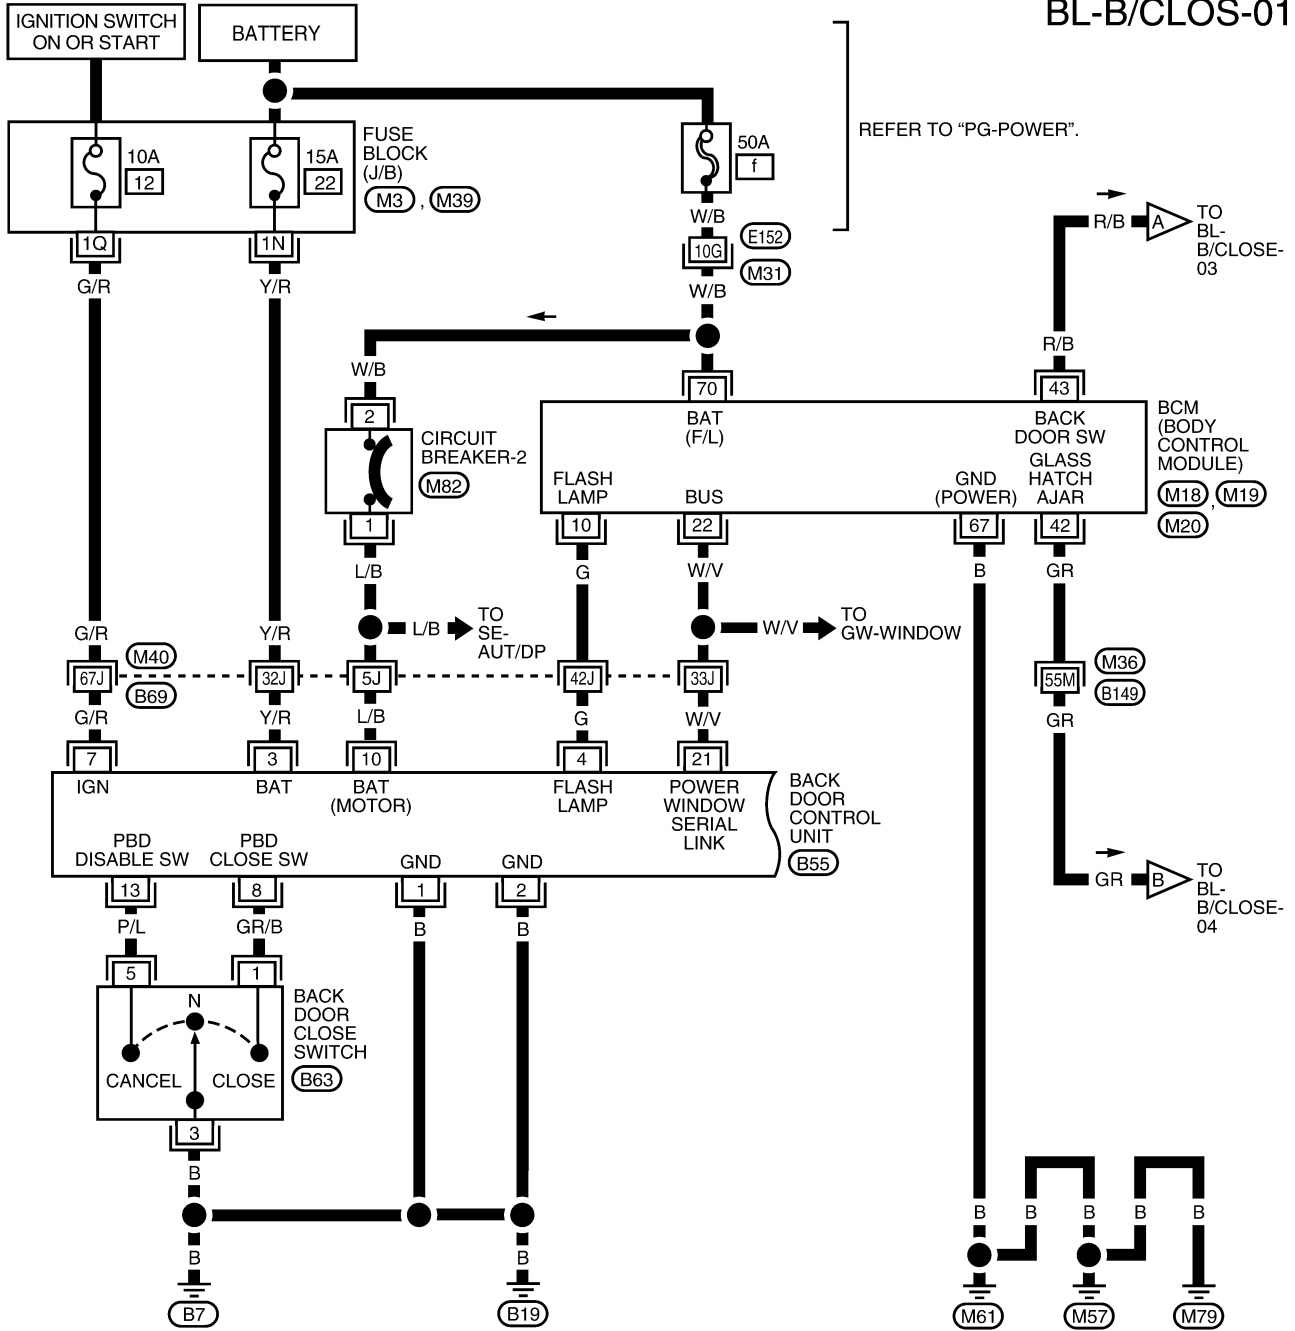 BL-B/CLOS-01
IGNITION SWITCH
ON OR START
BATTERY
REFER TO “PG-POWER”.
10A
12
15A
22
FUSE
BLOCK
(J/B)
M3 , M39
50A
f
1Q
1N
W/B
10G
E152
M31
G/R
Y/R
W/B
R/B
A
TO
BL-
B/CLOSE-
03
R/B
W/B
2
70
43
CIRCUIT
BREAKER-2
M82
1
BAT
(F/L)
BACK
DOOR SW
FLASH
LAMP
BUS
GND
(POWER)
GLASS
HATCH
AJAR
BCM
(BODY
CONTROL
MODULE)
M18 , M19
M20
10
22
67
42
L/B
G
W/V
B
GR
L/B
TO
SE-
AUT/DP
W/V
TO
GW-WINDOW
G/R
Y/R
M40
B69
67J
32J
5J
42J
33J
55M
M36
B149
G/R
Y/R
L/B
G
W/V
GR
7
3
10
4
21
IGN
BAT
BAT
(MOTOR)
FLASH
LAMP
POWER
WINDOW
SERIAL
LINK
BACK
DOOR
CONTROL
UNIT
B55
PBD
DISABLE SW
PBD
CLOSE SW
GND
GND
13
8
1
2
GR
B
TO
BL-
B/CLOSE-
04
P/L
GR/B
B
B
5
1
N
CANCEL
CLOSE
BACK
DOOR
CLOSE
SWITCH
B63
3
B
B
B
B
B
B
B
B
B7
B19
M61
M57
M79